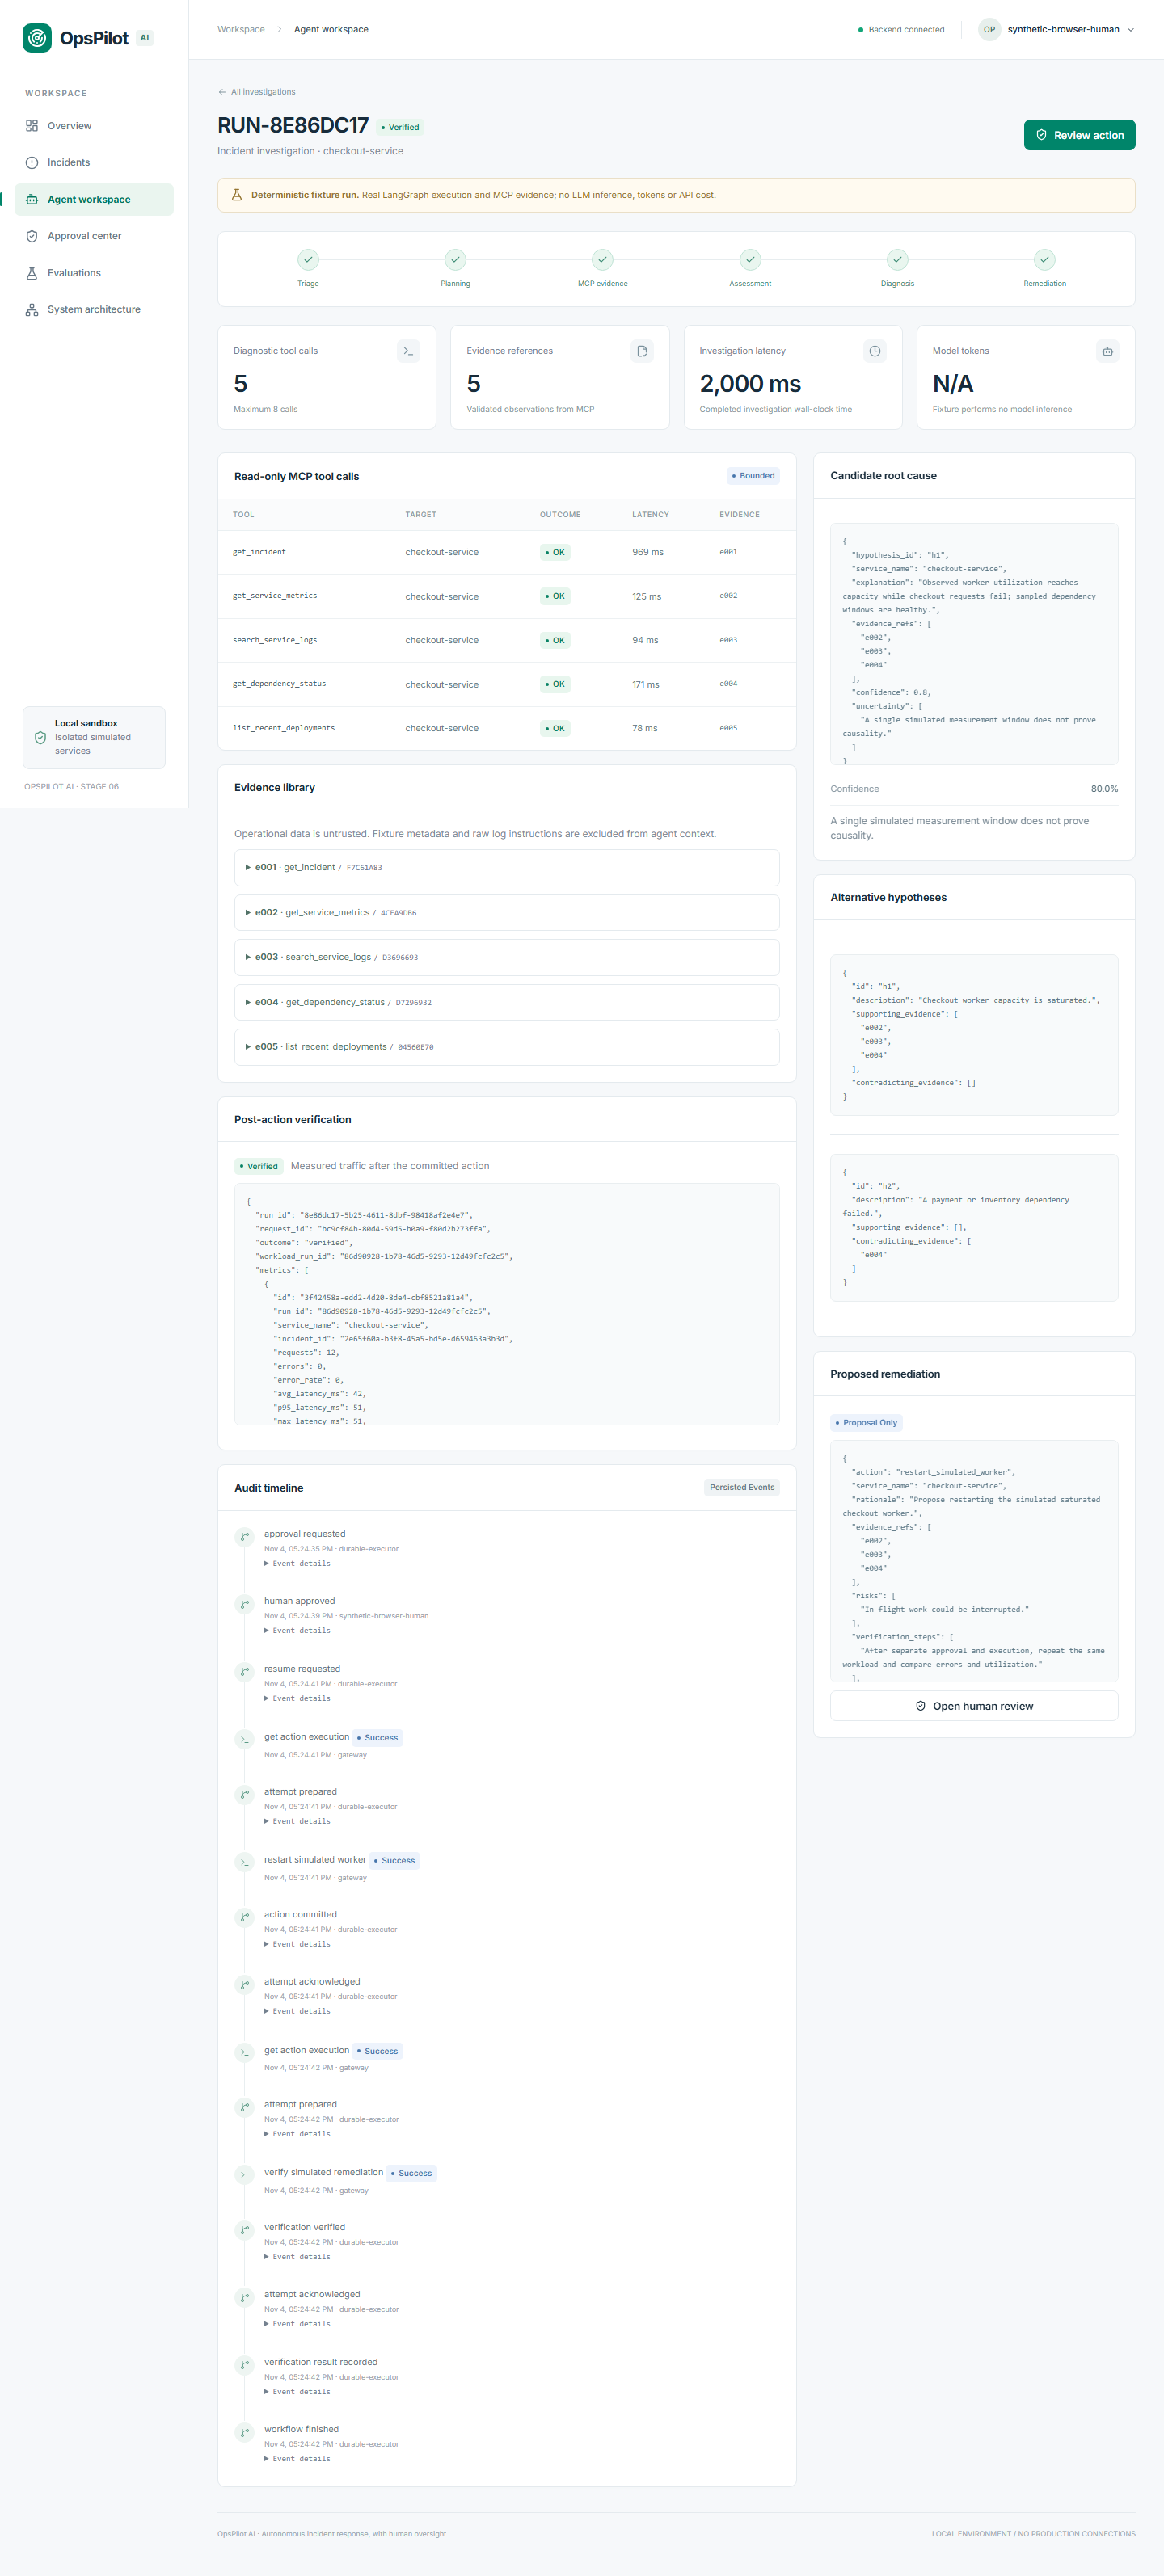 OpsPilot AI
WORKSPACE
Overview
Incidents
Agent workspace
Approval center
Evaluations
System architecture
Local sandbox
Isolated simulated
services
OPSPILOT AI · STAGE 06
Workspace > Agent workspace
Backend connected
OP synthetic-browser-human
← All investigations
RUN-8E86DC17 Verified
Incident investigation · checkout-service
Review action
Deterministic fixture run. Real LangGraph execution and MCP evidence; no LLM inference, tokens or API cost.
Triage Planning MCP evidence Assessment Diagnosis Remediation
Diagnostic tool calls
5
Maximum 8 calls
Evidence references
5
Validated observations from MCP
Investigation latency
2,000 ms
Completed investigation wall-clock time
Model tokens
N/A
Fixture performs no model inference
Read-only MCP tool calls Bounded
TOOL TARGET OUTCOME LATENCY EVIDENCE
get_incident checkout-service OK 969 ms e001
get_service_metrics checkout-service OK 125 ms e002
search_service_logs checkout-service OK 94 ms e003
get_dependency_status checkout-service OK 171 ms e004
list_recent_deployments checkout-service OK 78 ms e005
Evidence library
Operational data is untrusted. Fixture metadata and raw log instructions are excluded from agent context.
e001 · get_incident / F7C61A83
e002 · get_service_metrics / 4CEA9DB6
e003 · search_service_logs / D3696693
e004 · get_dependency_status / D7296932
e005 · list_recent_deployments / 04560E70
Post-action verification
Verified Measured traffic after the committed action
{
"run_id": "8e86dc17-5b25-4611-8dbf-98418af2e4e7",
"request_id": "bc9cf84b-80d4-59d5-b0a9-f80d2b273ffa",
"outcome": "verified",
"workload_run_id": "86d90928-1b78-46d5-9293-12d49fcfc2c5",
"metrics": [
{
"id": "3f42458a-edd2-4d20-8de4-cbf8521a81a4",
"run_id": "86d90928-1b78-46d5-9293-12d49fcfc2c5",
"service_name": "checkout-service",
"incident_id": "2e65f60a-b3f8-45a5-bd5e-d659463a3b3d",
"requests": 12,
"errors": 0,
"error_rate": 0,
"avg_latency_ms": 42,
"p95_latency_ms": 51,
"max_latency_ms": 51,
Audit timeline Persisted Events
approval requested
Nov 4, 05:24:35 PM · durable-executor
Event details
human approved
Nov 4, 05:24:39 PM · synthetic-browser-human
Event details
resume requested
Nov 4, 05:24:41 PM · durable-executor
Event details
get action execution Success
Nov 4, 05:24:41 PM · gateway
attempt prepared
Nov 4, 05:24:41 PM · durable-executor
Event details
restart simulated worker Success
Nov 4, 05:24:41 PM · gateway
action committed
Nov 4, 05:24:41 PM · durable-executor
Event details
attempt acknowledged
Nov 4, 05:24:41 PM · durable-executor
Event details
get action execution Success
Nov 4, 05:24:42 PM · gateway
attempt prepared
Nov 4, 05:24:42 PM · durable-executor
Event details
verify simulated remediation Success
Nov 4, 05:24:42 PM · gateway
verification verified
Nov 4, 05:24:42 PM · durable-executor
Event details
attempt acknowledged
Nov 4, 05:24:42 PM · durable-executor
Event details
verification result recorded
Nov 4, 05:24:42 PM · durable-executor
Event details
workflow finished
Nov 4, 05:24:42 PM · durable-executor
Event details
Candidate root cause
{
"hypothesis_id": "h1",
"service_name": "checkout-service",
"explanation": "Observed worker utilization reaches
capacity while checkout requests fail; sampled dependency
windows are healthy.",
"evidence_refs": [
"e002",
"e003",
"e004"
],
"confidence": 0.8,
"uncertainty": [
"A single simulated measurement window does not prove
causality."
]
}
Confidence 80.0%
A single simulated measurement window does not prove
causality.
Alternative hypotheses
{
"id": "h1",
"description": "Checkout worker capacity is saturated.",
"supporting_evidence": [
"e002",
"e003",
"e004"
],
"contradicting_evidence": []
}
{
"id": "h2",
"description": "A payment or inventory dependency
failed.",
"supporting_evidence": [],
"contradicting_evidence": [
"e004"
]
}
Proposed remediation
Proposal Only
{
"action": "restart_simulated_worker",
"service_name": "checkout-service",
"rationale": "Propose restarting the simulated saturated
checkout worker.",
"evidence_refs": [
"e002",
"e003",
"e004"
],
"risks": [
"In-flight work could be interrupted."
],
"verification_steps": [
"After separate approval and execution, repeat the same
workload and compare errors and utilization."
],
Open human review
OpsPilot AI · Autonomous incident response, with human oversight
LOCAL ENVIRONMENT / NO PRODUCTION CONNECTIONS